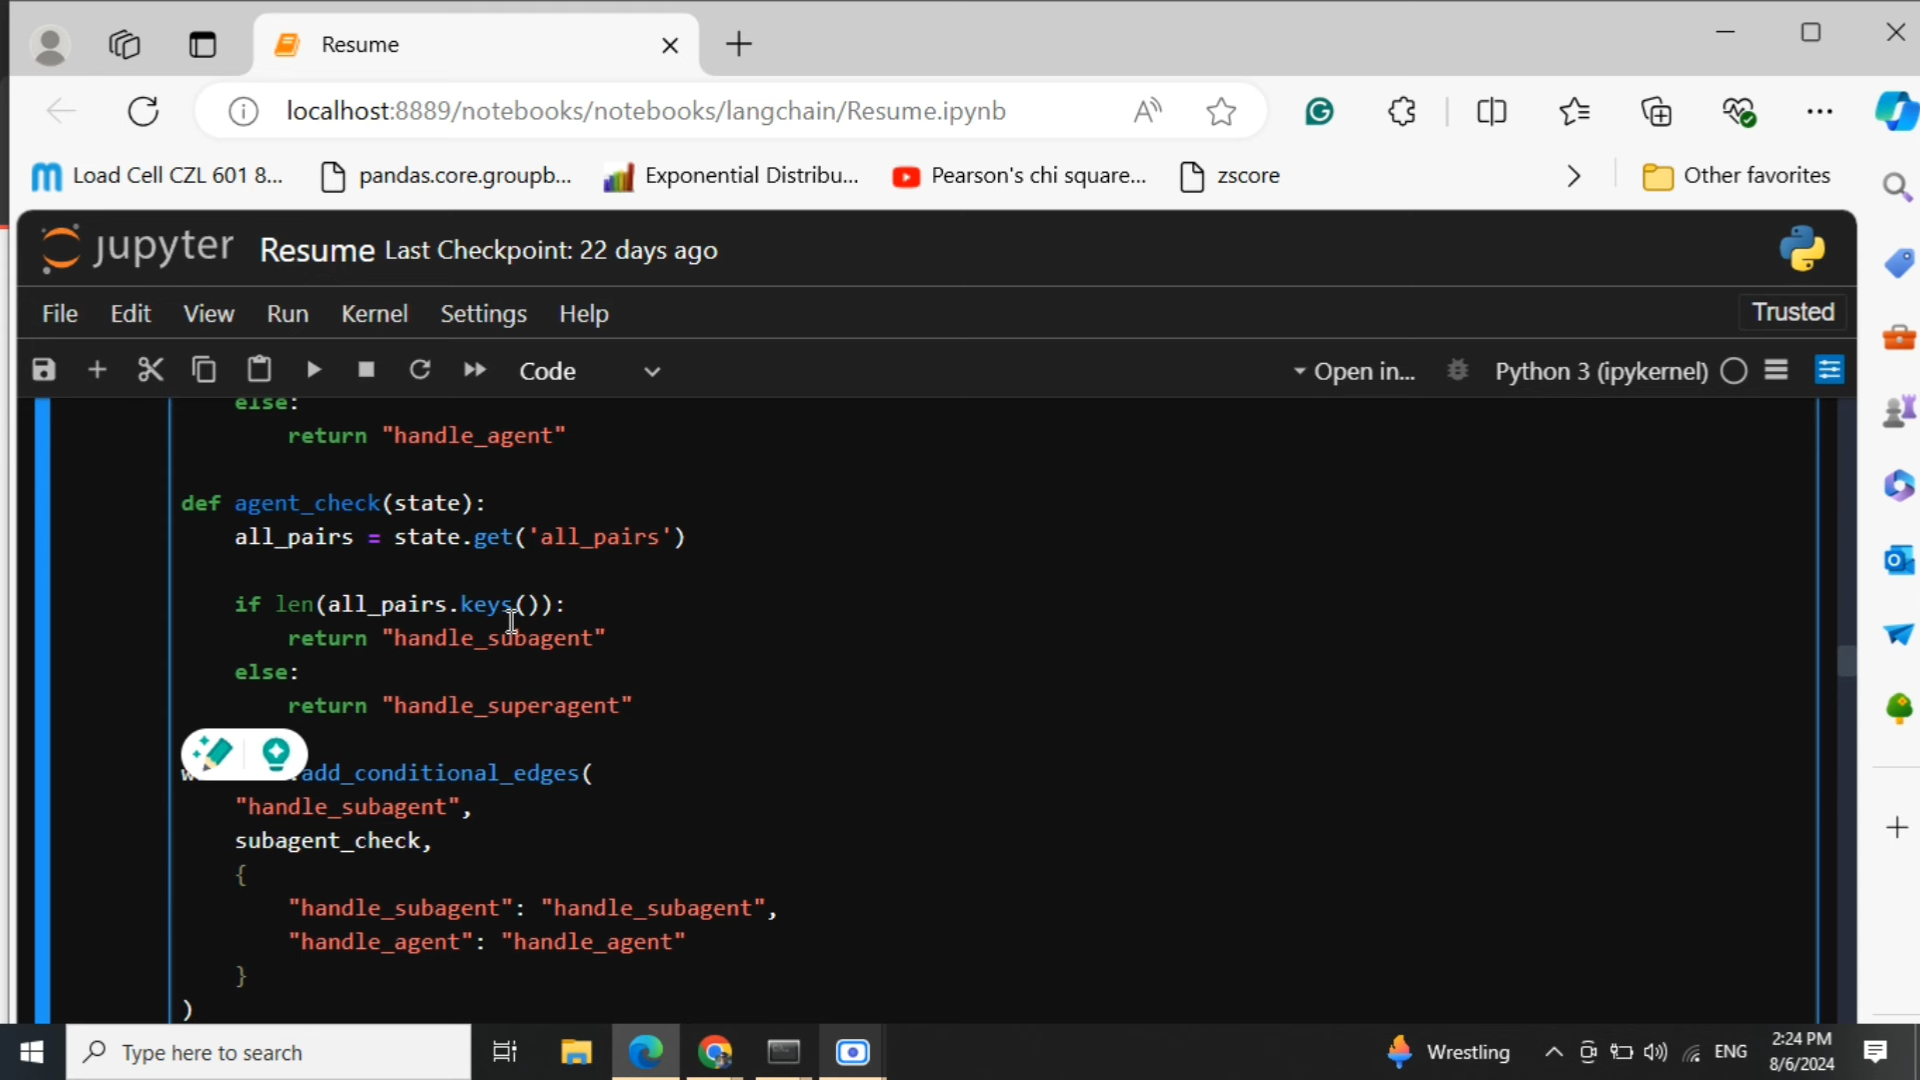 Resume
localhost:8889/notebooks/notebooks/langchain/Resume.ipynb
Load Cell CZL 601 8...
pandas.core.groupb...
Exponential Distribu...
Pearson's chi square...
zscore
Other favorites
jupyter Resume Last Checkpoint: 22 days ago
File Edit View Run Kernel Settings Help Trusted
Code Open in... Python 3 (ipykernel)
else:
return "handle_agent"
def agent_check(state):
all_pairs = state.get('all_pairs')
if len(all_pairs.keys()):
return "handle_subagent"
else:
return "handle_superagent"
.add_conditional_edges(
"handle_subagent",
subagent_check,
{
"handle_subagent": "handle_subagent",
"handle_agent": "handle_agent"
}
)
Type here to search
Wrestling
ENG
2:24 PM
8/6/2024